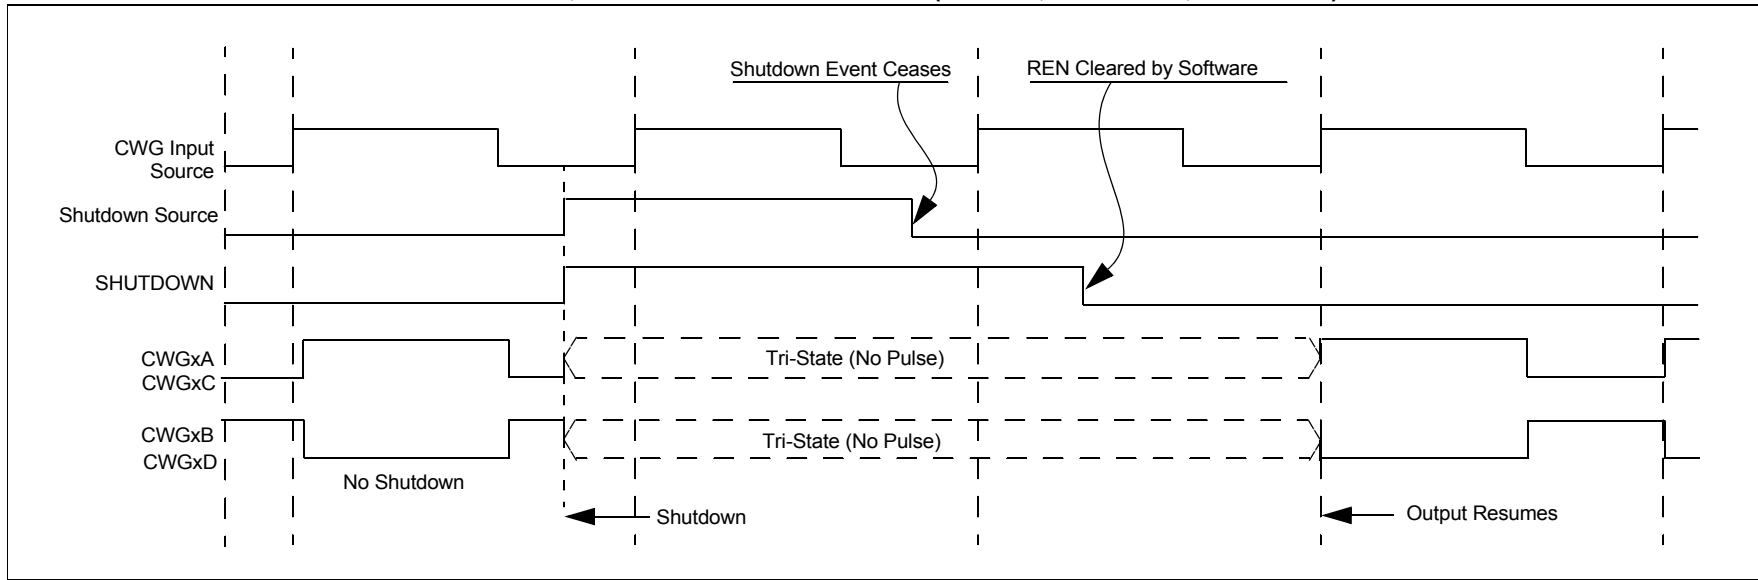 Shutdown Event Ceases
REN Cleared by Software
CWG Input
Source
Shutdown Source
SHUTDOWN
CWGxA
CWGxC
Tri-State (No Pulse)
CWGxB
CWGxD
Tri-State (No Pulse)
No Shutdown
Shutdown
Output Resumes